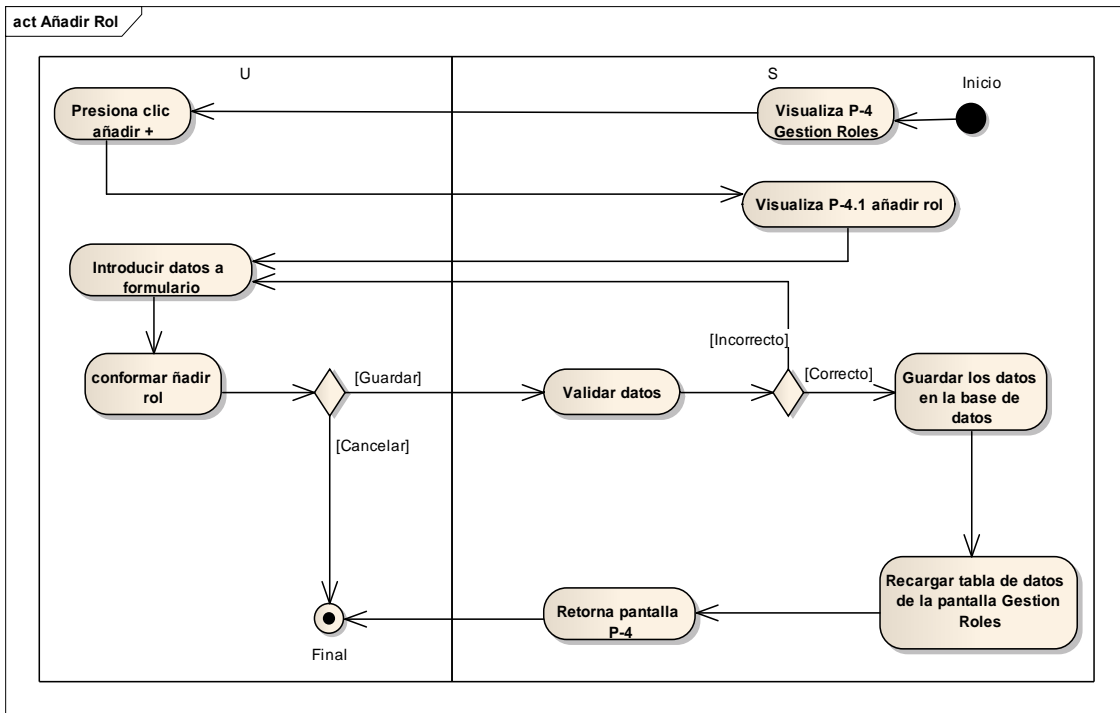 act Añadir Rol
U
S
Inicio
Presiona clic
añadir +
Visualiza P-4
Gestion Roles
Visualiza P-4.1 añadir rol
Introducir datos a
formulario
[Incorrecto]
conformar ñadir
rol
[Guardar]
Validar datos
[Correcto]
Guardar los datos
en la base de
datos
[Cancelar]
Recargar tabla de datos
de la pantalla Gestion
Roles
Retorna pantalla
P-4
Final